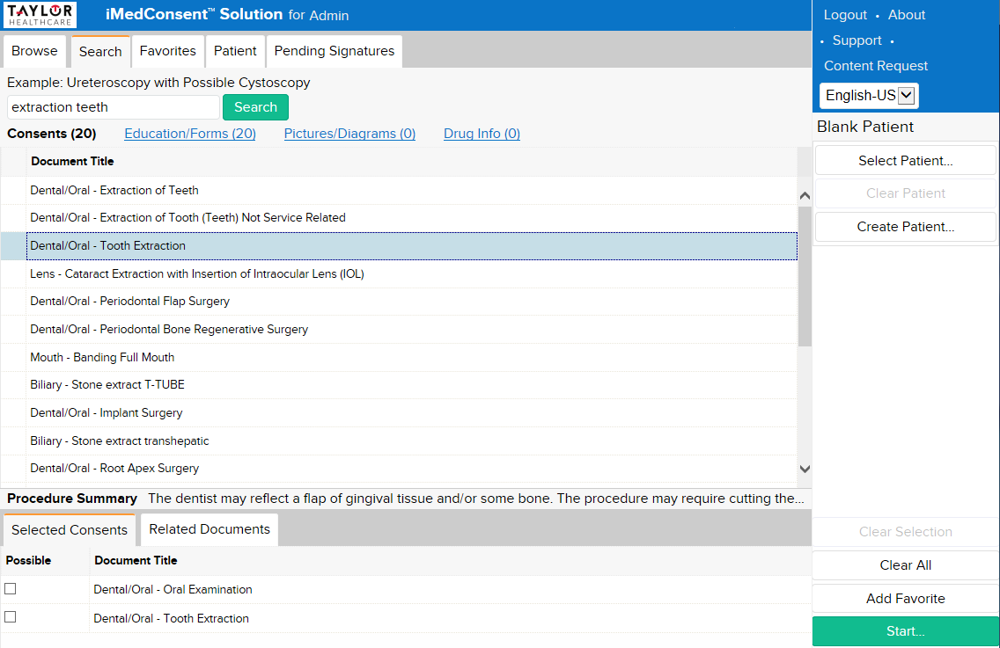 TAYLOR
HEALTHCARE
iMedConsent™ Solution for Admin
Logout • About
• Support •
Content Request
English-US
Browse
Search
Favorites
Patient
Pending Signatures
Example: Ureteroscopy with Possible Cystoscopy
extraction teeth
Search
Consents (20)
Education/Forms (20)
Pictures/Diagrams (0)
Drug Info (0)
Document Title
Dental/Oral - Extraction of Teeth
Dental/Oral - Extraction of Tooth (Teeth) Not Service Related
Dental/Oral - Tooth Extraction
Lens - Cataract Extraction with Insertion of Intraocular Lens (IOL)
Dental/Oral - Periodontal Flap Surgery
Dental/Oral - Periodontal Bone Regenerative Surgery
Mouth - Banding Full Mouth
Biliary - Stone extract T-TUBE
Dental/Oral - Implant Surgery
Biliary - Stone extract transhepatic
Dental/Oral - Root Apex Surgery
Procedure Summary The dentist may reflect a flap of gingival tissue and/or some bone. The procedure may require cutting the...
Selected Consents
Related Documents
Possible
Document Title
Dental/Oral - Oral Examination
Dental/Oral - Tooth Extraction
Blank Patient
Select Patient...
Clear Patient
Create Patient...
Clear Selection
Clear All
Add Favorite
Start...